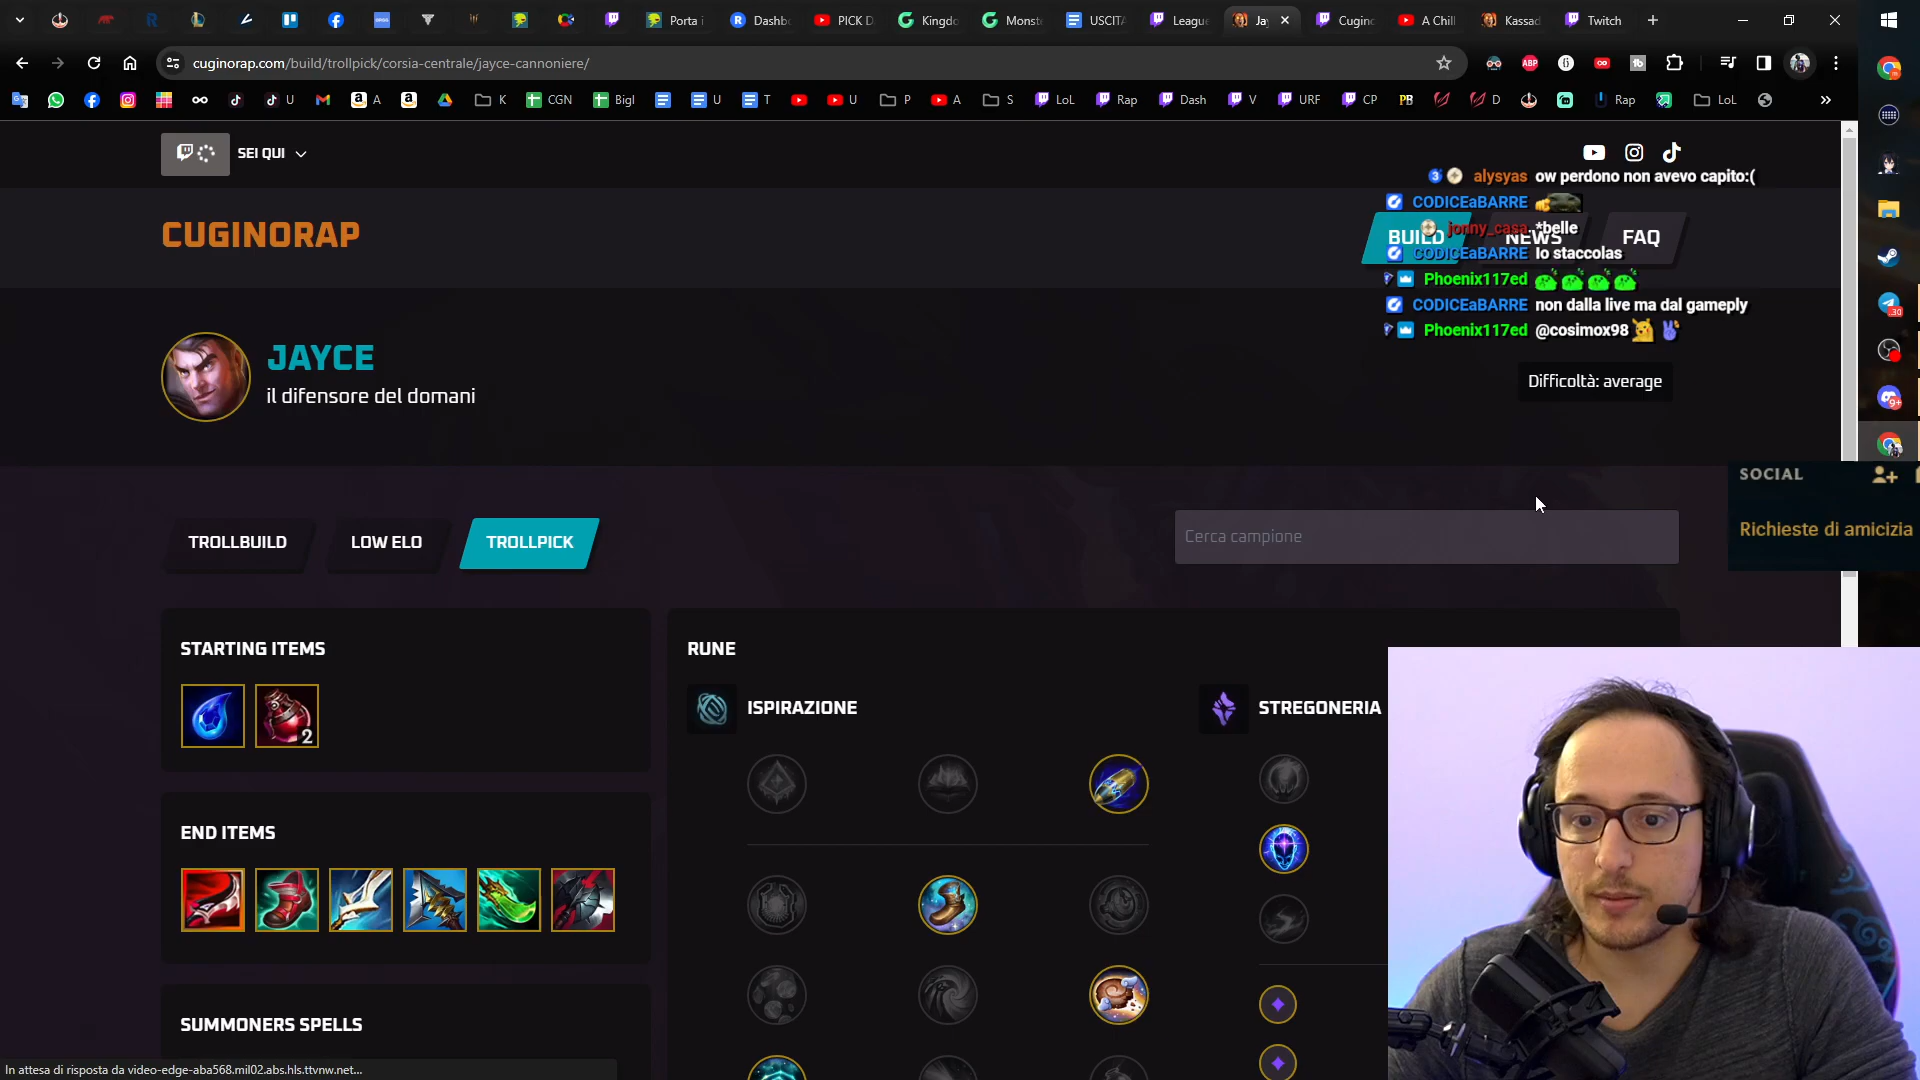 Porta i
Dashb
PICK D
Kingdo
Monst
USCITA
League
Ja
Cugin
A Chill
Kassad
Twitch
cuginorap.com/build/trollpick/corsia-centrale/jayce-cannoniere/
ABP
U
A
K
CGN
Bigl
U
T
U
P
A
S
LoL
Rap
Dash
V
URF
CP
PB
D
Rap
LoL
SEI QUI
alysyas ow perdono non avevo capito:(
CODICEaBARRE
jonny_casa *belle
CODICEaBARRE lo staccolas
Phoenix117ed
CODICEaBARRE non dalla live ma dal gameply
Phoenix117ed @cosimox98
CUGINORAP
BUILD
NEWS
FAQ
JAYCE
il difensore del domani
Difficoltà: average
SOCIAL
Richieste di amicizia
TROLLBUILD
LOW ELO
TROLLPICK
Cerca campione
STARTING ITEMS
2
RUNE
ISPIRAZIONE
STREGONERIA
END ITEMS
SUMMONERS SPELLS
In attesa di risposta da video-edge-aba568.mil02.abs.hls.ttvnw.net...